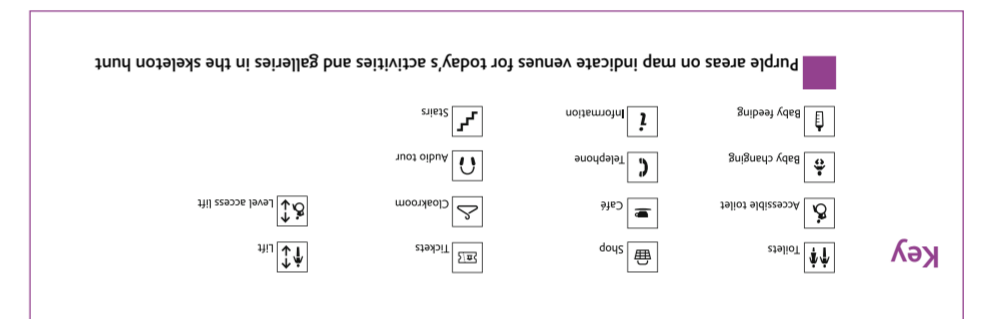 Key
Toilets
Accessible toilet
Baby changing
Baby feeding
Shop
Café
Telephone
Information
Tickets
Cloakroom
Audio tour
Stairs
Lift
Level access lift
Purple areas on map indicate venues for today's activities and galleries in the skeleton hunt